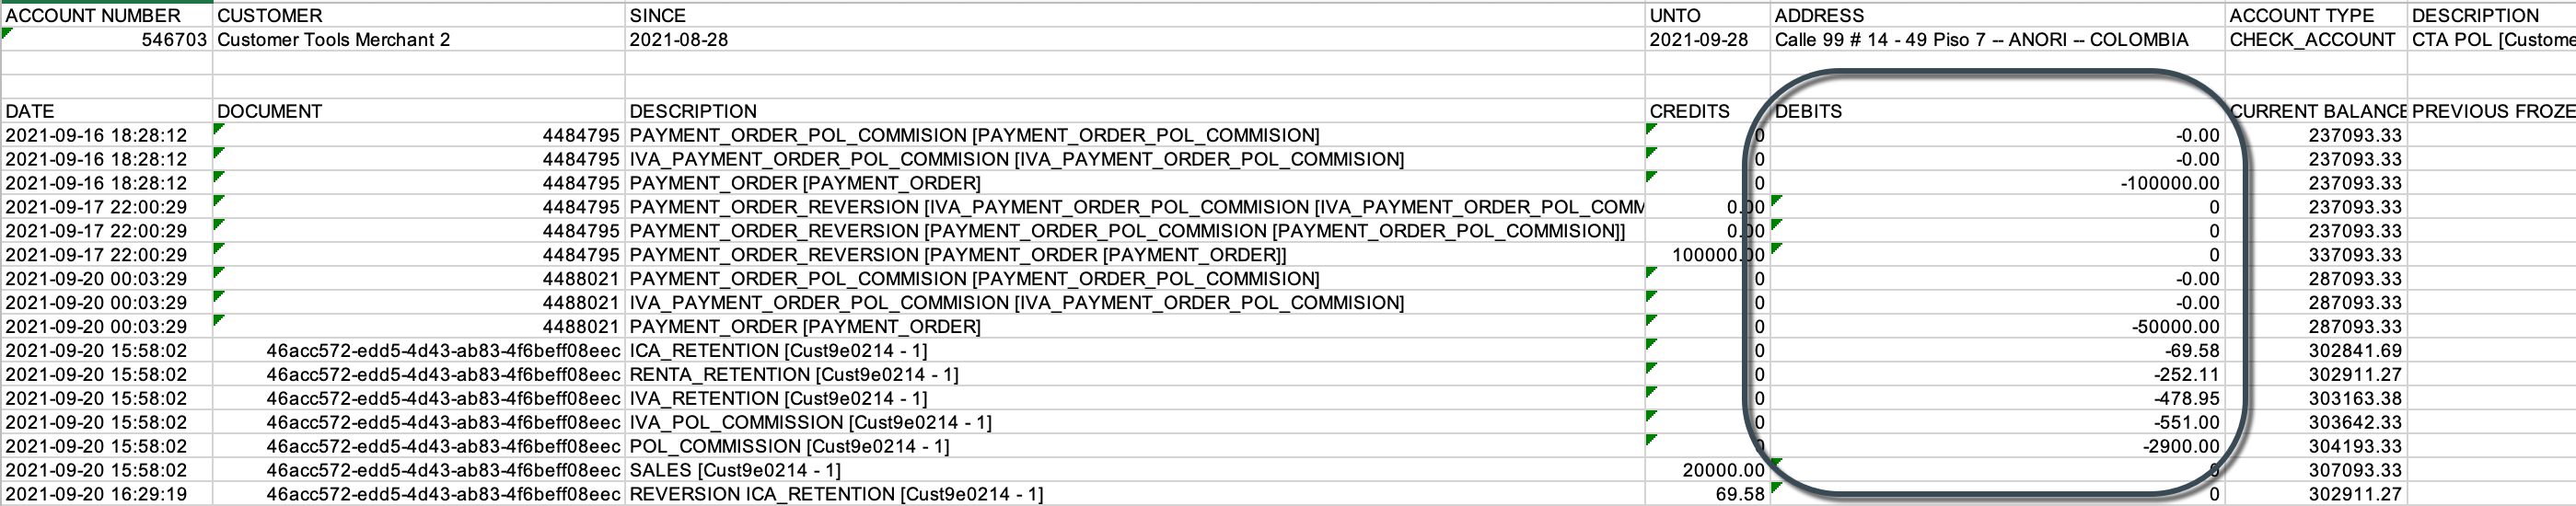 ACCOUNT NUMBER CUSTOMER SINCE UNTO ADDRESS ACCOUNT TYPE DESCRIPTION
546703 Customer Tools Merchant 2 2021-08-28 2021-09-28 Calle 99 # 14 - 49 Piso 7 -- ANORI -- COLOMBIA CHECK_ACCOUNT CTA POL [Custome
DATE DOCUMENT DESCRIPTION CREDITS DEBITS CURRENT BALANCE PREVIOUS FROZE
2021-09-16 18:28:12 4484795 PAYMENT_ORDER_POL_COMMISION [PAYMENT_ORDER_POL_COMMISION] 0 -0.00 237093.33
2021-09-16 18:28:12 4484795 IVA_PAYMENT_ORDER_POL_COMMISION [IVA_PAYMENT_ORDER_POL_COMMISION] 0 -0.00 237093.33
2021-09-16 18:28:12 4484795 PAYMENT_ORDER [PAYMENT_ORDER] 0 -100000.00 237093.33
2021-09-17 22:00:29 4484795 PAYMENT_ORDER_REVERSION [IVA_PAYMENT_ORDER_POL_COMMISION [IVA_PAYMENT_ORDER_POL_COMM 0.00 0 237093.33
2021-09-17 22:00:29 4484795 PAYMENT_ORDER_REVERSION [PAYMENT_ORDER_POL_COMMISION [PAYMENT_ORDER_POL_COMMISION]] 0.00 0 237093.33
2021-09-17 22:00:29 4484795 PAYMENT_ORDER_REVERSION [PAYMENT_ORDER [PAYMENT_ORDER]] 100000.00 0 337093.33
2021-09-20 00:03:29 4488021 PAYMENT_ORDER_POL_COMMISION [PAYMENT_ORDER_POL_COMMISION] 0 -0.00 287093.33
2021-09-20 00:03:29 4488021 IVA_PAYMENT_ORDER_POL_COMMISION [IVA_PAYMENT_ORDER_POL_COMMISION] 0 -0.00 287093.33
2021-09-20 00:03:29 4488021 PAYMENT_ORDER [PAYMENT_ORDER] 0 -50000.00 287093.33
2021-09-20 15:58:02 46acc572-edd5-4d43-ab83-4f6beff08eec ICA_RETENTION [Cust9e0214 - 1] 0 -69.58 302841.69
2021-09-20 15:58:02 46acc572-edd5-4d43-ab83-4f6beff08eec RENTA_RETENTION [Cust9e0214 - 1] 0 -252.11 302911.27
2021-09-20 15:58:02 46acc572-edd5-4d43-ab83-4f6beff08eec IVA_RETENTION [Cust9e0214 - 1] 0 -478.95 303163.38
2021-09-20 15:58:02 46acc572-edd5-4d43-ab83-4f6beff08eec IVA_POL_COMMISSION [Cust9e0214 - 1] 0 -551.00 303642.33
2021-09-20 15:58:02 46acc572-edd5-4d43-ab83-4f6beff08eec POL_COMMISSION [Cust9e0214 - 1] 0 -2900.00 304193.33
2021-09-20 15:58:02 46acc572-edd5-4d43-ab83-4f6beff08eec SALES [Cust9e0214 - 1] 20000.00 0 307093.33
2021-09-20 16:29:19 46acc572-edd5-4d43-ab83-4f6beff08eec REVERSION ICA_RETENTION [Cust9e0214 - 1] 69.58 0 302911.27